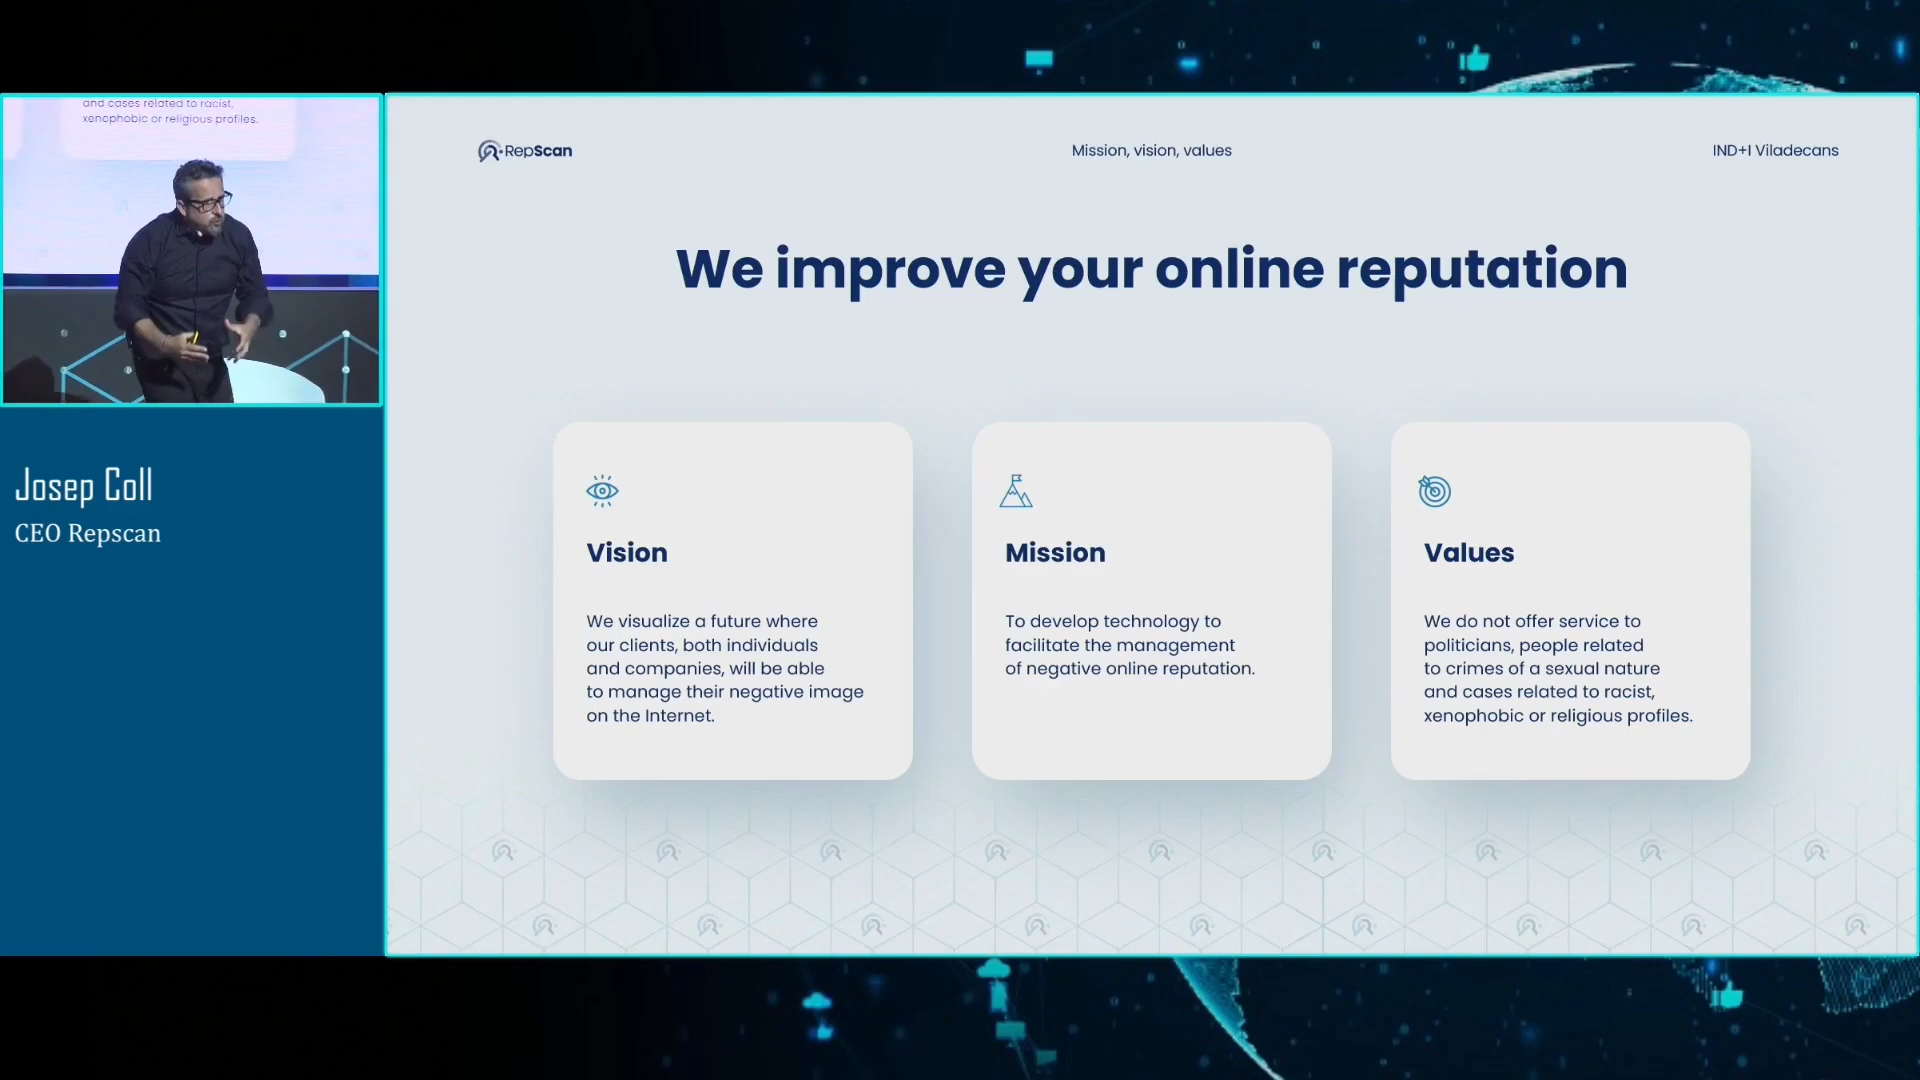 and cases related to racist,
xenophobic or religious profiles.
Josep Coll
CEO Repscan
RepScan
Mission, vision, values
IND+I Viladecans
We improve your online reputation
Vision
We visualize a future where
our clients, both individuals
and companies, will be able
to manage their negative image
on the Internet.
Mission
To develop technology to
facilitate the management
of negative online reputation.
Values
We do not offer service to
politicians, people related
to crimes of a sexual nature
and cases related to racist,
xenophobic or religious profiles.